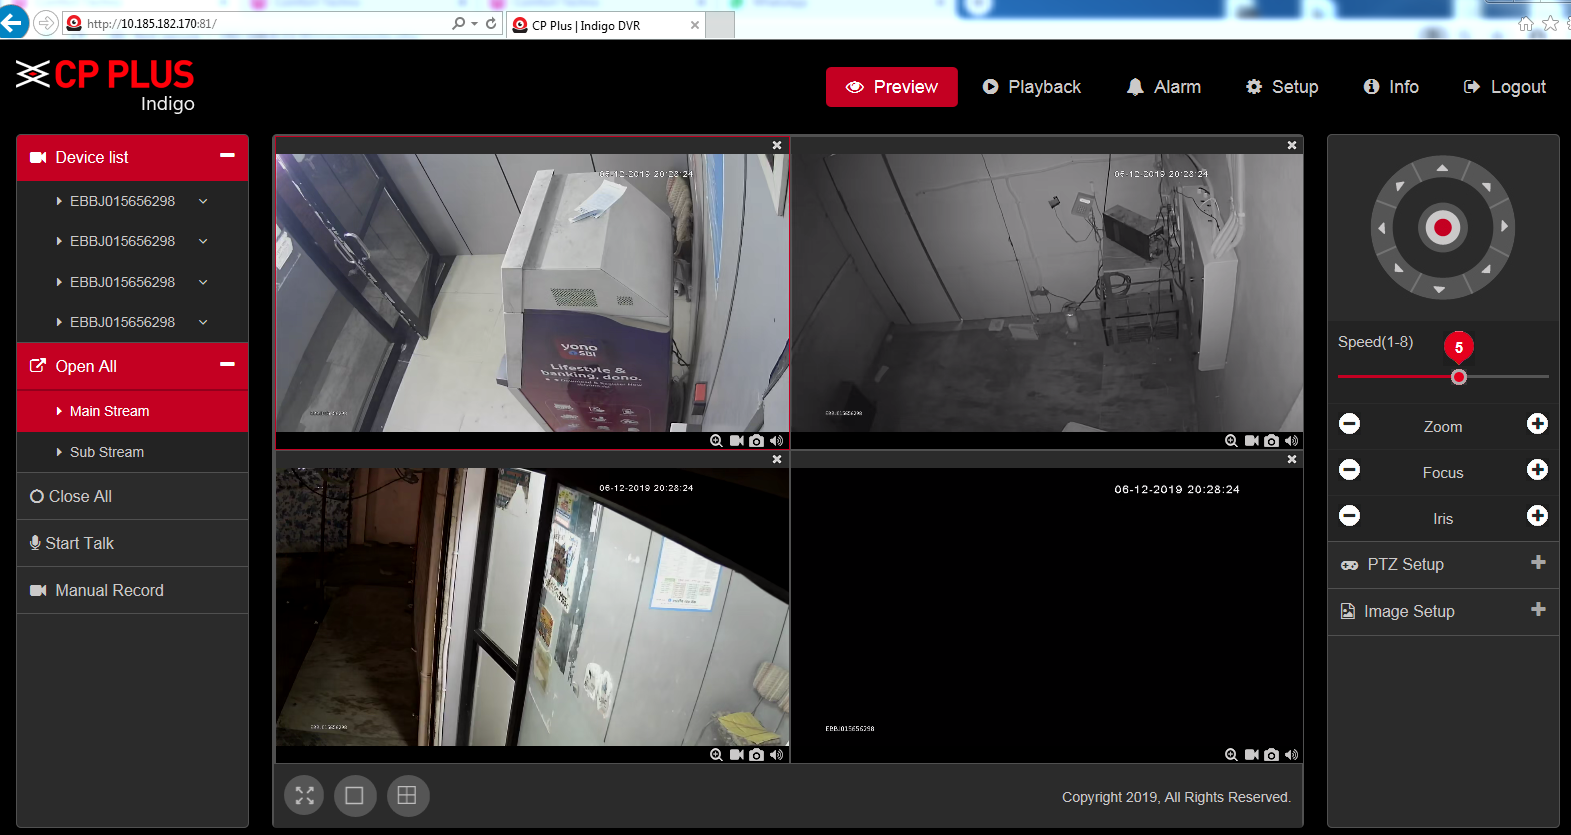 http://10.185.182.170:81/
CP Plus | Indigo DVR
CP PLUS
Indigo
Preview
Playback
Alarm
Setup
Info
Logout
Device list
EBBJ015656298
EBBJ015656298
EBBJ015656298
EBBJ015656298
Open All
Main Stream
Sub Stream
Close All
Start Talk
Manual Record
06-12-2019 20:28:24
yono
SBI
Lifestyle &
banking, dono.
EBBJ015656298
06-12-2019 20:28:24
EBBJ015656298
06-12-2019 20:28:24
EBBJ015656298
06-12-2019 20:28:24
EBBJ015656298
Copyright 2019, All Rights Reserved.
Speed(1-8)
5
Zoom
Focus
Iris
PTZ Setup
Image Setup